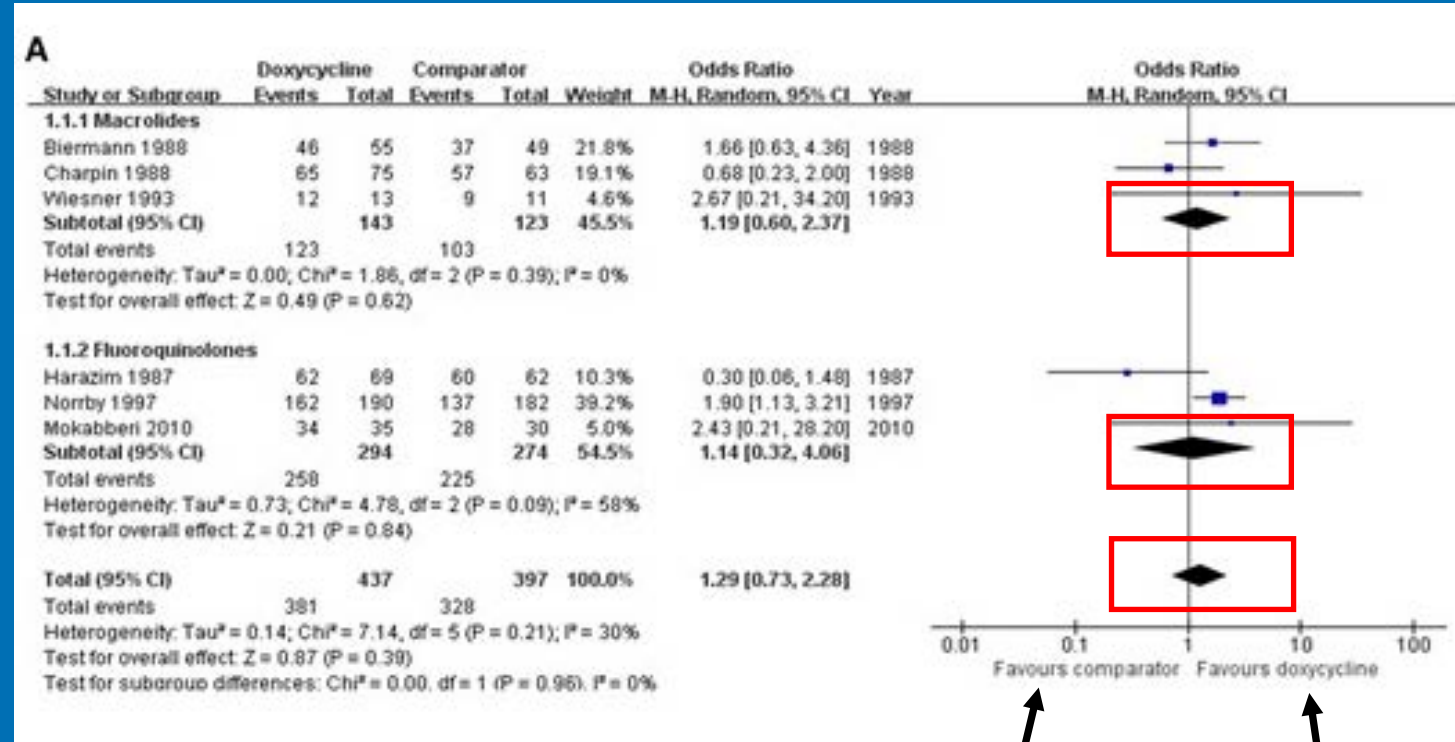 A
Doxycycline Comparator Odds Ratio Odds Ratio
Study or Subgroup Events Total Events Total Weight M-H, Random, 95% CI Year M-H, Random, 95% CI
1.1.1 Macrolides
Biermann 1988 46 55 37 49 21.8% 1.66 [0.63, 4.36] 1988
Charpin 1988 65 75 57 63 19.1% 0.68 [0.23, 2.00] 1988
Wiesner 1993 12 13 9 11 4.6% 2.67 [0.21, 34.20] 1993
Subtotal (95% CI) 143 123 45.5% 1.19 [0.60, 2.37]
Total events 123 103
Heterogeneity: Tau² = 0.00; Chi² = 1.86, df = 2 (P = 0.39); I² = 0%
Test for overall effect: Z = 0.49 (P = 0.62)
1.1.2 Fluoroquinolones
Harazim 1987 62 69 60 62 10.3% 0.30 [0.06, 1.48] 1987
Norrby 1997 162 190 137 182 39.2% 1.90 [1.13, 3.21] 1997
Mokabberi 2010 34 35 28 30 5.0% 2.43 [0.21, 28.20] 2010
Subtotal (95% CI) 294 274 54.5% 1.14 [0.32, 4.06]
Total events 258 225
Heterogeneity: Tau² = 0.73; Chi² = 4.78, df = 2 (P = 0.09); I² = 58%
Test for overall effect: Z = 0.21 (P = 0.84)
Total (95% CI) 437 397 100.0% 1.29 [0.73, 2.28]
Total events 381 328
Heterogeneity: Tau² = 0.14; Chi² = 7.14, df = 5 (P = 0.21); I² = 30%
Test for overall effect: Z = 0.87 (P = 0.39)
Test for subgroup differences: Chi² = 0.00, df = 1 (P = 0.96), I² = 0%
0.01 0.1 1 10 100
Favours comparator Favours doxycycline